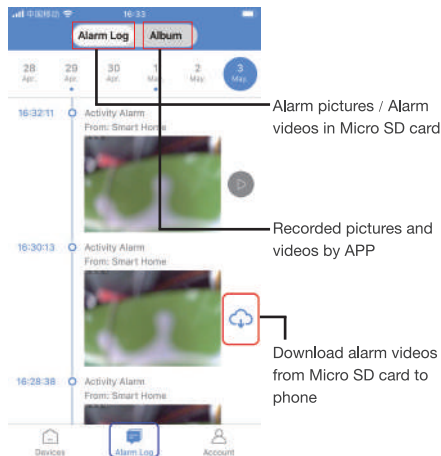 中国移动 16:33
Alarm Log Album
28 29 30 1 2 3
Apr. Apr. Apr. May. May. May.
Alarm pictures / Alarm
videos in Micro SD card
16:32:11 Activity Alarm
From: Smart Home
Recorded pictures and
videos by APP
16:30:13 Activity Alarm
From: Smart Home
Download alarm videos
from Micro SD card to
phone
16:28:38 Activity Alarm
From: Smart Home
Devices Alarm Log Account